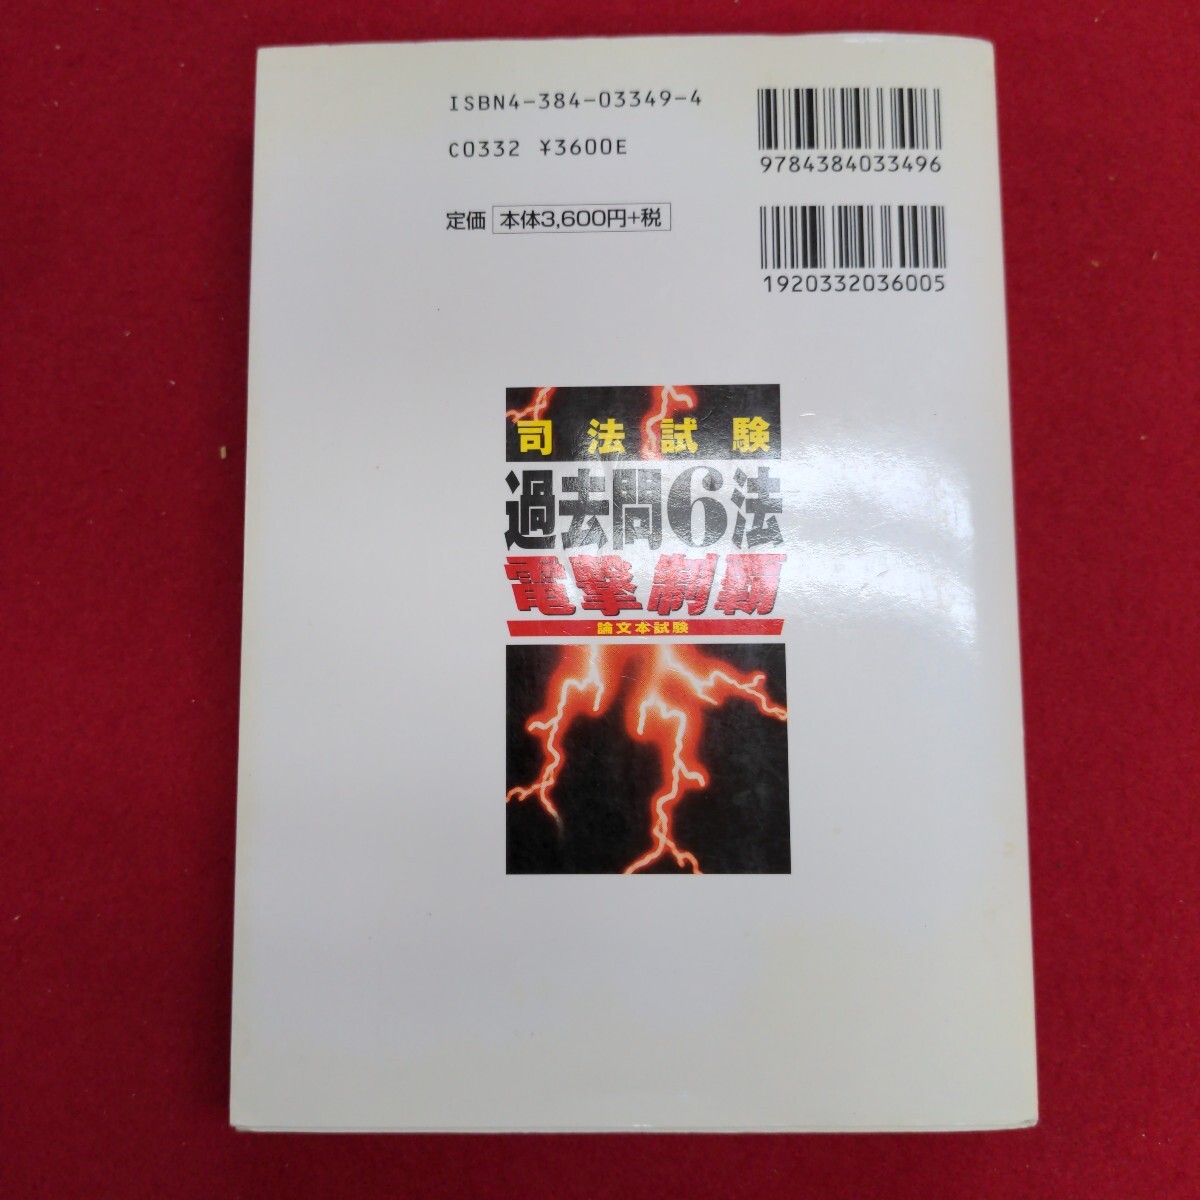 ISBN4-384-03349-4
C0332 ¥3600E
9784384033496
定価 本体3,600円+税
1920332036005
司法試験
過去問6法
電撃制覇
論文本試験